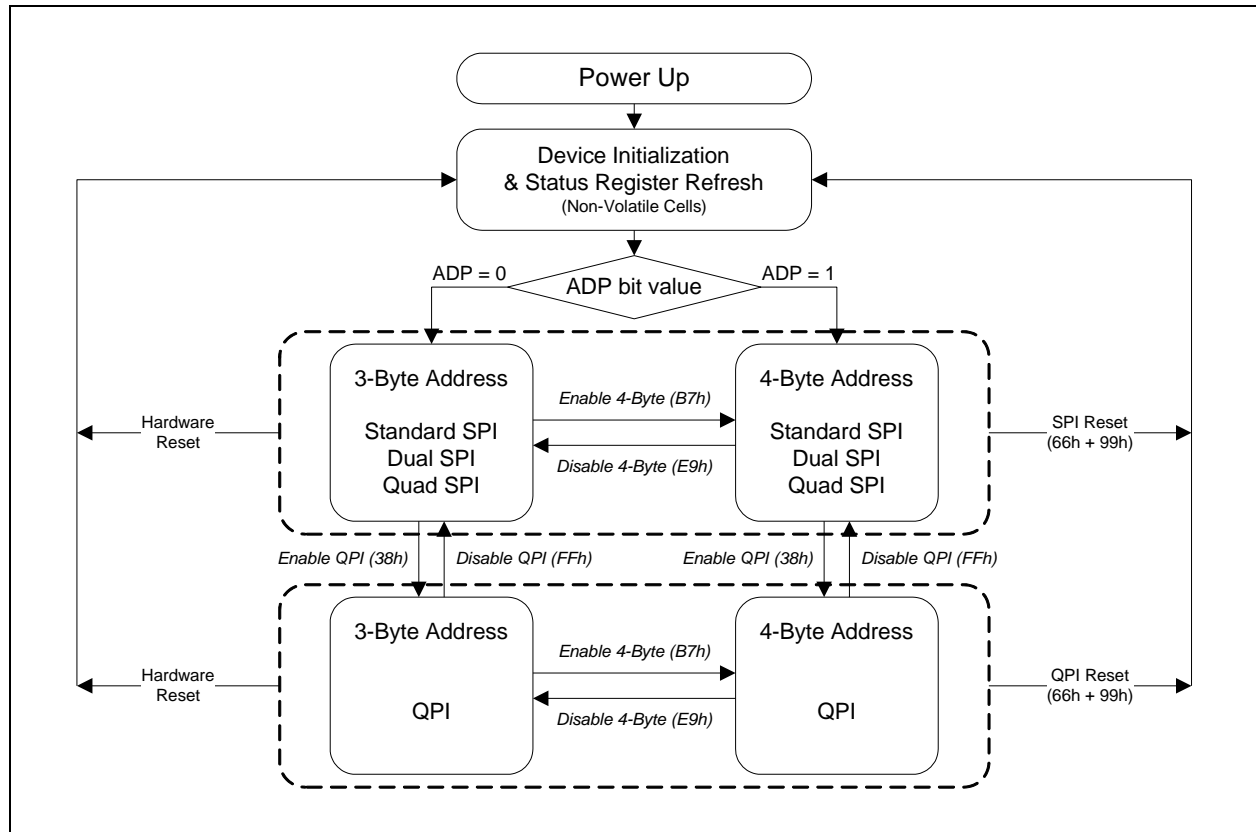 Power Up
Device Initialization
& Status Register Refresh
(Non-Volatile Cells)
ADP = 0
ADP bit value
ADP = 1
3-Byte Address
Standard SPI
Dual SPI
Quad SPI
Enable 4-Byte (B7h)
Disable 4-Byte (E9h)
4-Byte Address
Standard SPI
Dual SPI
Quad SPI
Hardware
Reset
SPI Reset
(66h + 99h)
Enable QPI (38h)
Disable QPI (FFh)
Enable QPI (38h)
Disable QPI (FFh)
3-Byte Address
QPI
Enable 4-Byte (B7h)
Disable 4-Byte (E9h)
4-Byte Address
QPI
Hardware
Reset
QPI Reset
(66h + 99h)